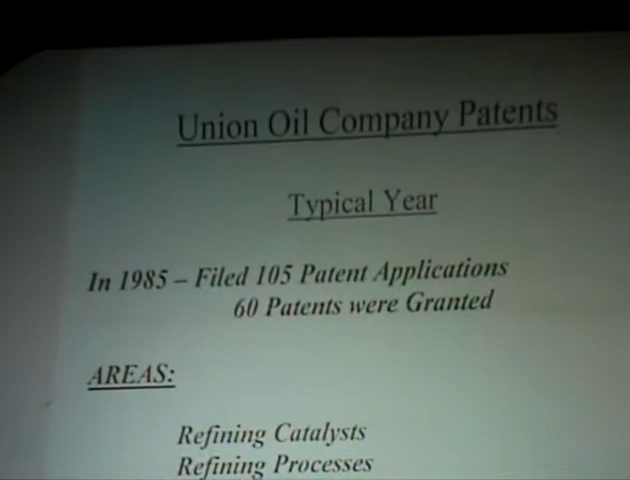 Union Oil Company Patents
Typical Year
In 1985 – Filed 105 Patent Applications
60 Patents were Granted
AREAS:
Refining Catalysts
Refining Processes